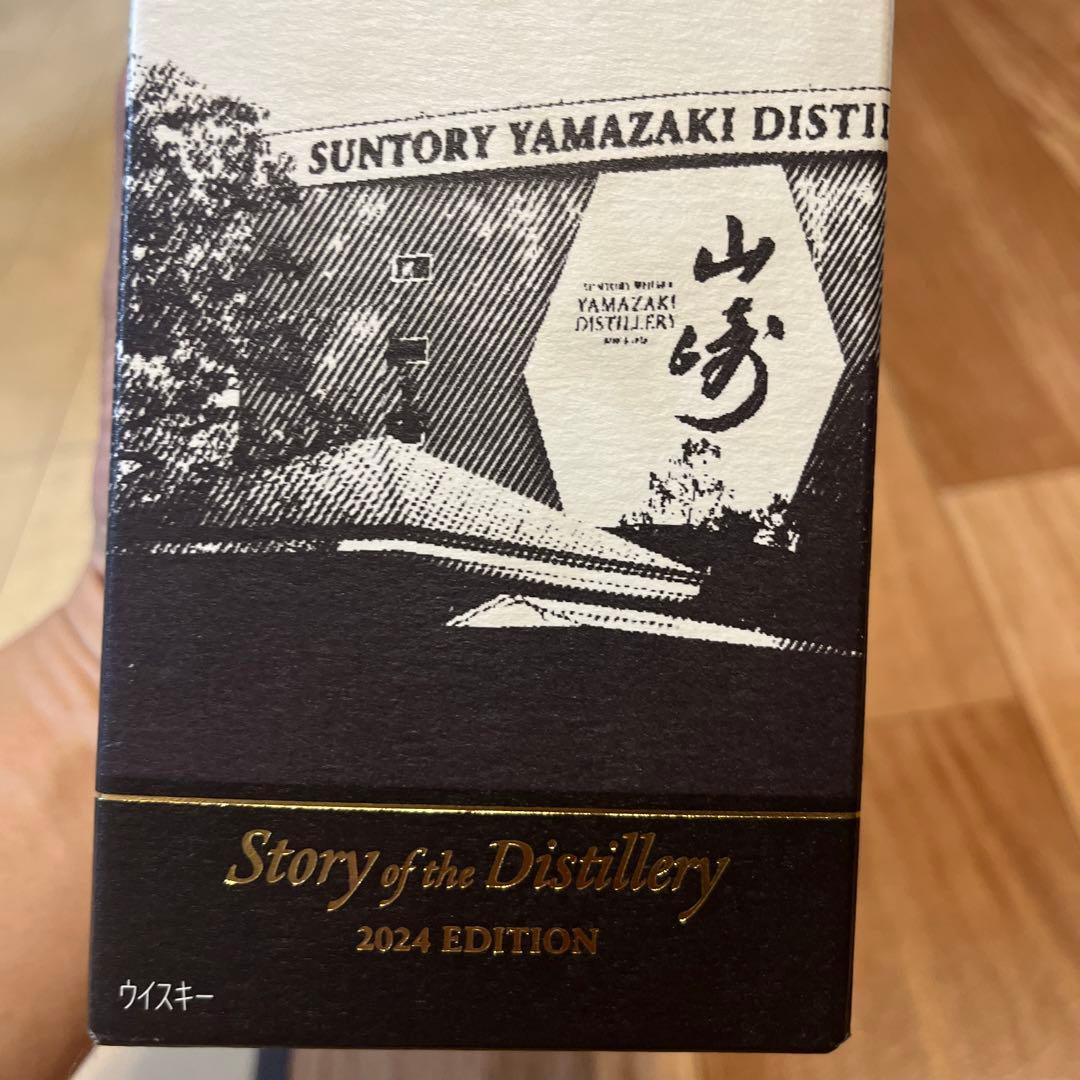 SUNTORY YAMAZAKI DISTIL
山崎
YAMAZAKI
DISTILLERY
Story of the Distillery
2024 EDITION
ウイスキー